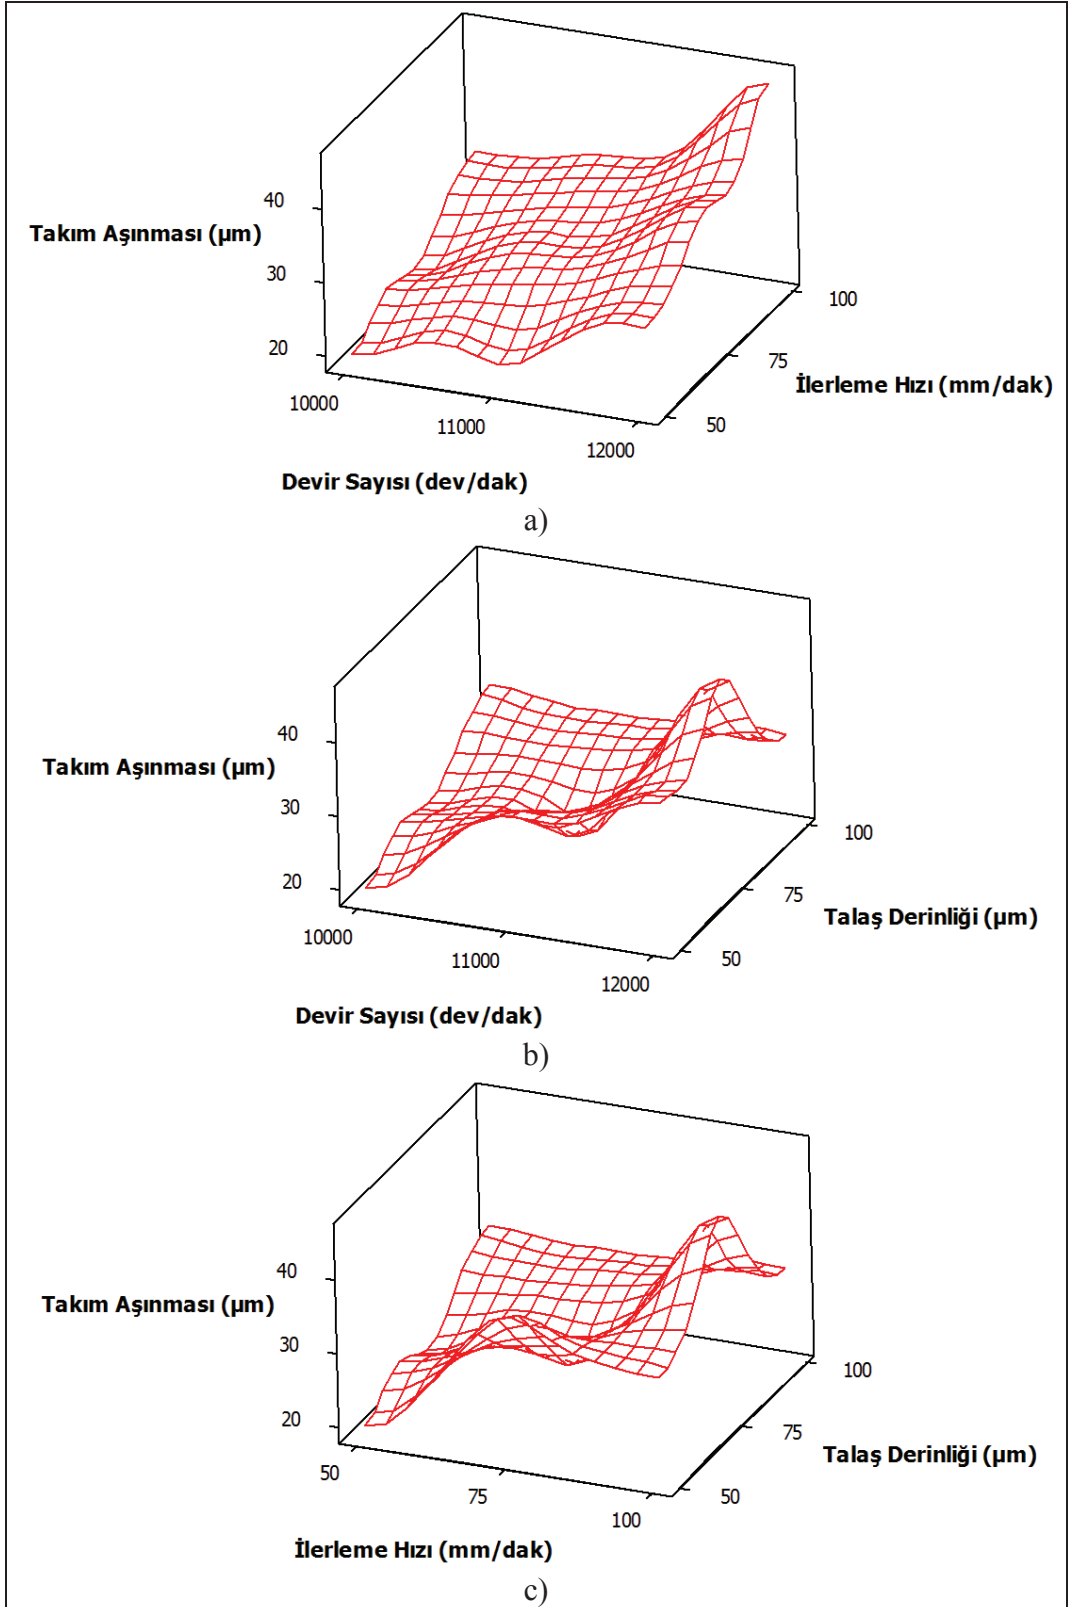 40
Takım Aşınması (µm)
30
20
100
75
İlerleme Hızı (mm/dak)
50
10000
11000
12000
Devir Sayısı (dev/dak)
a)
40
Takım Aşınması (µm)
30
20
100
75
Talaş Derinliği (µm)
50
10000
11000
12000
Devir Sayısı (dev/dak)
b)
40
Takım Aşınması (µm)
30
20
100
75
Talaş Derinliği (µm)
50
50
75
100
İlerleme Hızı (mm/dak)
c)